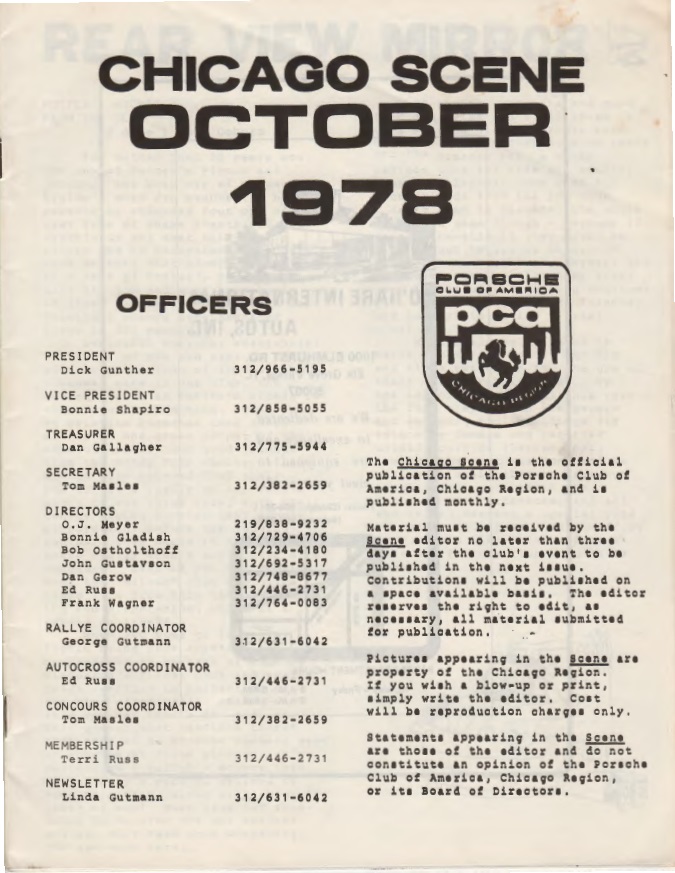 CHICAGO SCENE
OCTOBER
1978
OFFICERS
PRESIDENT
Dick Gunther 312/966-5195
VICE PRESIDENT
Bonnie Shapiro 312/858-5055
TREASURER
Dan Gallagher 312/775-5944
SECRETARY
Tom Masles 312/382-2659
DIRECTORS
O.J. Meyer 219/838-9232
Bonnie Gladish 312/729-4706
Bob Ostholthoff 312/234-4180
John Gustavson 312/692-5317
Dan Gerow 312/748-8677
Ed Russ 312/446-2731
Frank Wagner 312/764-0083
RALLYE COORDINATOR
George Gutmann 312/631-6042
AUTOCROSS COORDINATOR
Ed Russ 312/446-2731
CONCOURS COORDINATOR
Tom Masles 312/382-2659
MEMBERSHIP
Terri Russ 312/446-2731
NEWSLETTER
Linda Gutmann 312/631-6042
PORSCHE
CLUB OF AMERICA
pca
CHICAGO REGION
The Chicago Scene is the official
publication of the Porsche Club of
America, Chicago Region, and is
published monthly.
Material must be received by the
Scene editor no later than three
days after the club's event to be
published in the next issue.
Contributions will be published on
a space available basis. The editor
reserves the right to edit, as
necessary, all material submitted
for publication.
Pictures appearing in the Scene are
property of the Chicago Region.
If you wish a blow-up or print,
simply write the editor. Cost
will be reproduction charges only.
Statements appearing in the Scene
are those of the editor and do not
constitute an opinion of the Porsche
Club of America, Chicago Region,
or its Board of Directors.